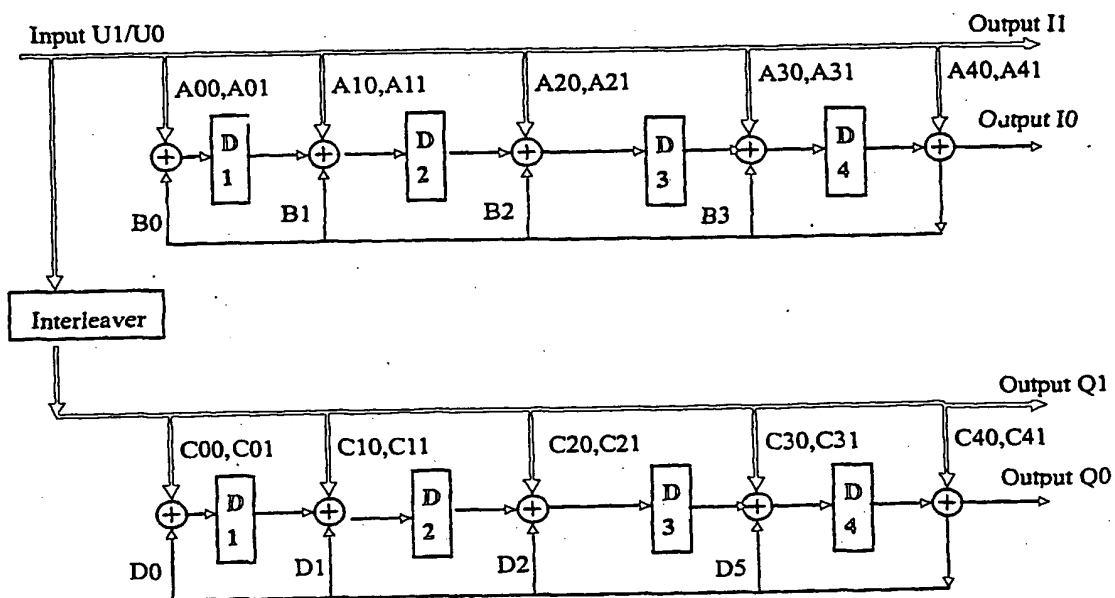 Input U1/U0
Output I1
A00,A01
A10,A11
A20,A21
A30,A31
A40,A41
Output I0
D
1
D
2
D
3
D
4
B0
B1
B2
B3
Interleaver
Output Q1
C00,C01
C10,C11
C20,C21
C30,C31
C40,C41
Output Q0
D
1
D
2
D
3
D
4
D0
D1
D2
D5